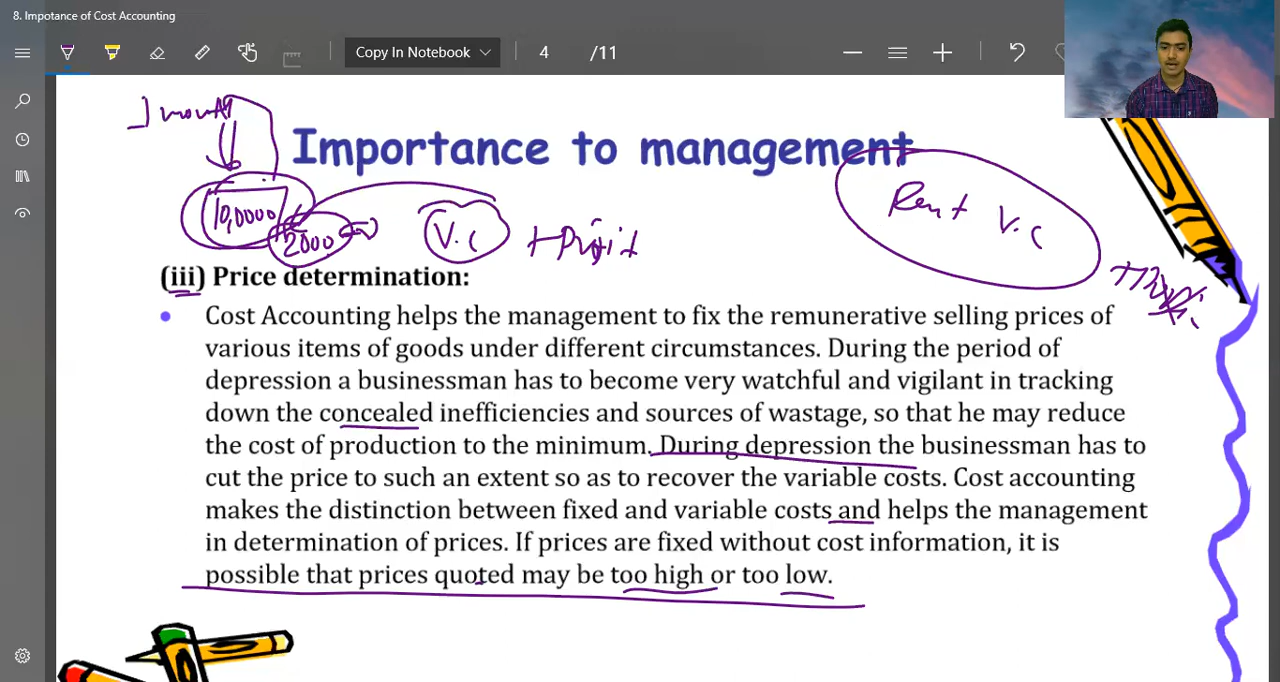 8. Impotance of Cost Accounting
Copy In Notebook
4 /11
Importance to management
10,0000
2000
V.C
+Profit
Rent V.C
(iii) Price determination:
Cost Accounting helps the management to fix the remunerative selling prices of
various items of goods under different circumstances. During the period of
depression a businessman has to become very watchful and vigilant in tracking
down the concealed inefficiencies and sources of wastage, so that he may reduce
the cost of production to the minimum. During depression the businessman has to
cut the price to such an extent so as to recover the variable costs. Cost accounting
makes the distinction between fixed and variable costs and helps the management
in determination of prices. If prices are fixed without cost information, it is
possible that prices quoted may be too high or too low.